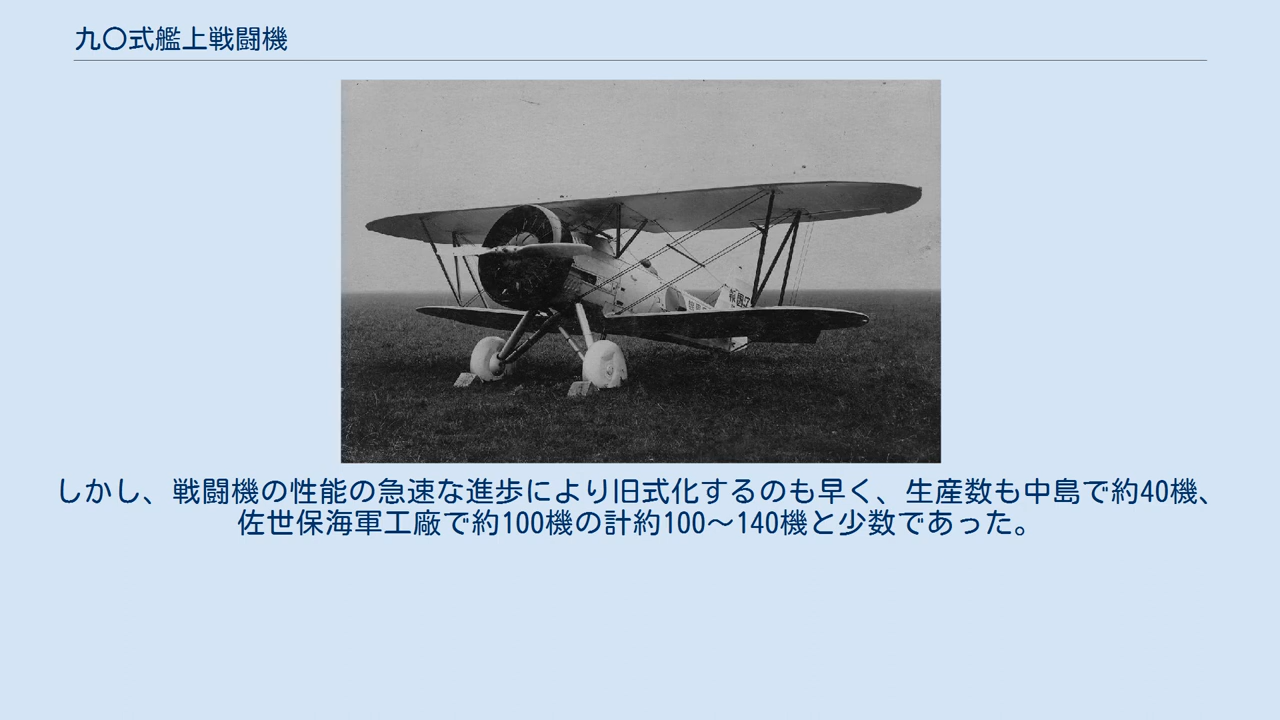 九〇式艦上戦闘機
しかし、戦闘機の性能の急速な進歩により旧式化するのも早く、生産数も中島で約40機、
佐世保海軍工廠で約100機の計約100～140機と少数であった。